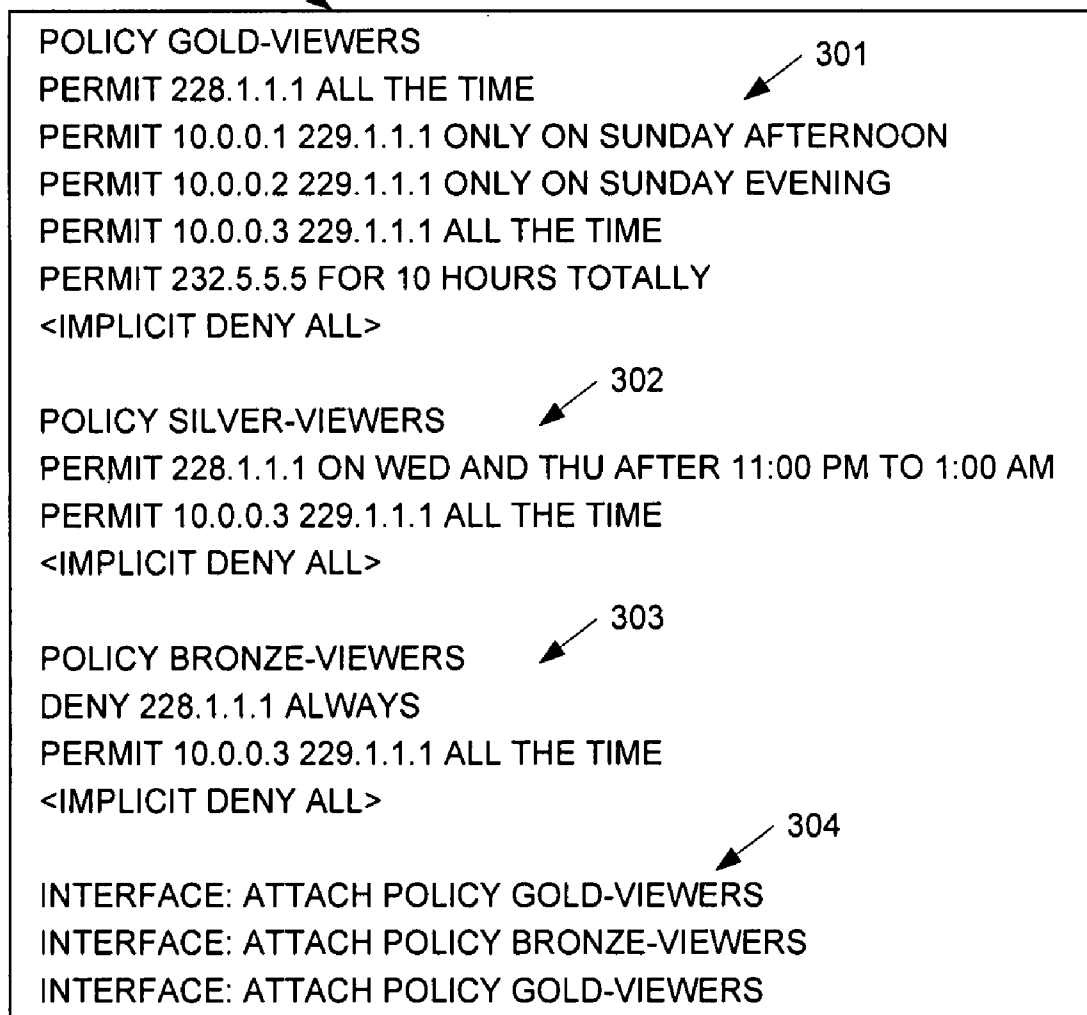 POLICY GOLD-VIEWERS
301
PERMIT 228.1.1.1 ALL THE TIME
PERMIT 10.0.0.1 229.1.1.1 ONLY ON SUNDAY AFTERNOON
PERMIT 10.0.0.2 229.1.1.1 ONLY ON SUNDAY EVENING
PERMIT 10.0.0.3 229.1.1.1 ALL THE TIME
PERMIT 232.5.5.5 FOR 10 HOURS TOTALLY
<IMPLICIT DENY ALL>
302
POLICY SILVER-VIEWERS
PERMIT 228.1.1.1 ON WED AND THU AFTER 11:00 PM TO 1:00 AM
PERMIT 10.0.0.3 229.1.1.1 ALL THE TIME
<IMPLICIT DENY ALL>
303
POLICY BRONZE-VIEWERS
DENY 228.1.1.1 ALWAYS
PERMIT 10.0.0.3 229.1.1.1 ALL THE TIME
<IMPLICIT DENY ALL>
304
INTERFACE: ATTACH POLICY GOLD-VIEWERS
INTERFACE: ATTACH POLICY BRONZE-VIEWERS
INTERFACE: ATTACH POLICY GOLD-VIEWERS